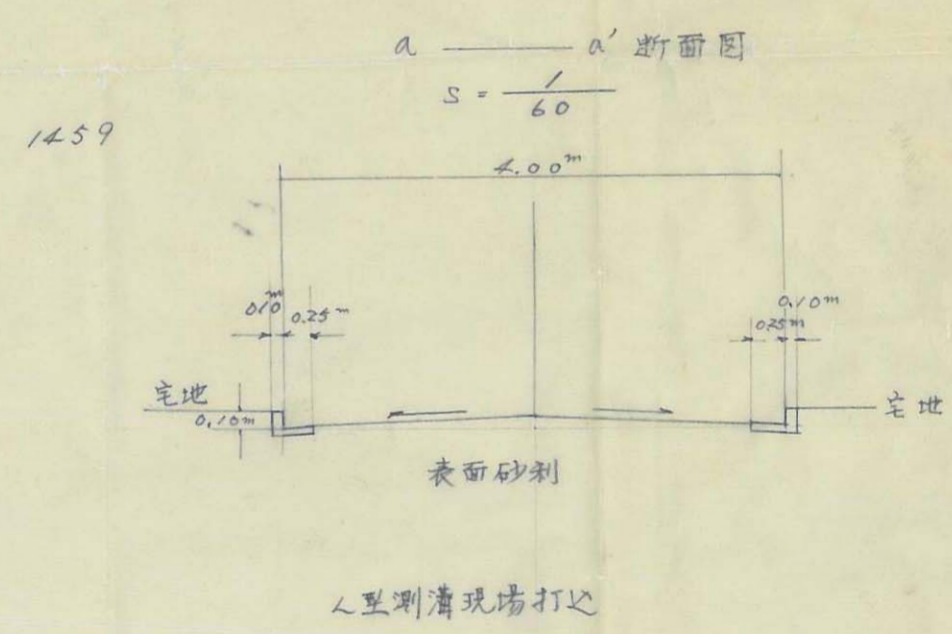 a ——— a' 断面図
S = 1/60
1459
4.00m
0.10m
0.25m
0.10m
0.25m
宅地
0.10m
宅地
表面砂利
L型測溝現場打込